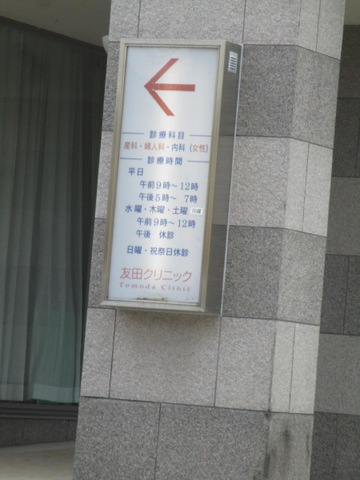 診療科目
産科・婦人科・内科（女性）
診療時間
平日
午前9時～12時
午後5時～ 7時
水曜・木曜・土曜
午前9時～12時
午後 休診
日曜・祝祭日休診
友田クリニック
Tomoda Clinic